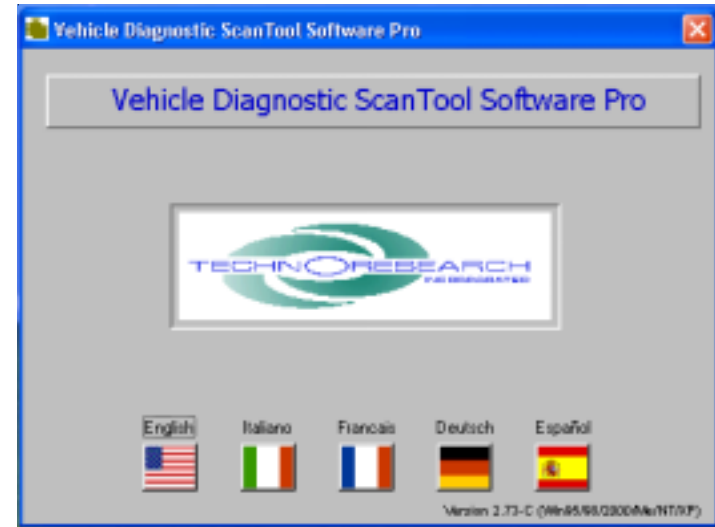 Vehicle Diagnostic ScanTool Software Pro
Vehicle Diagnostic ScanTool Software Pro
TECHNORESEARCH
INCORPORATED
English Italiano Francais Deutsch Español
Version 2.73-C (Win95/98/2000/Me/NT/XP)